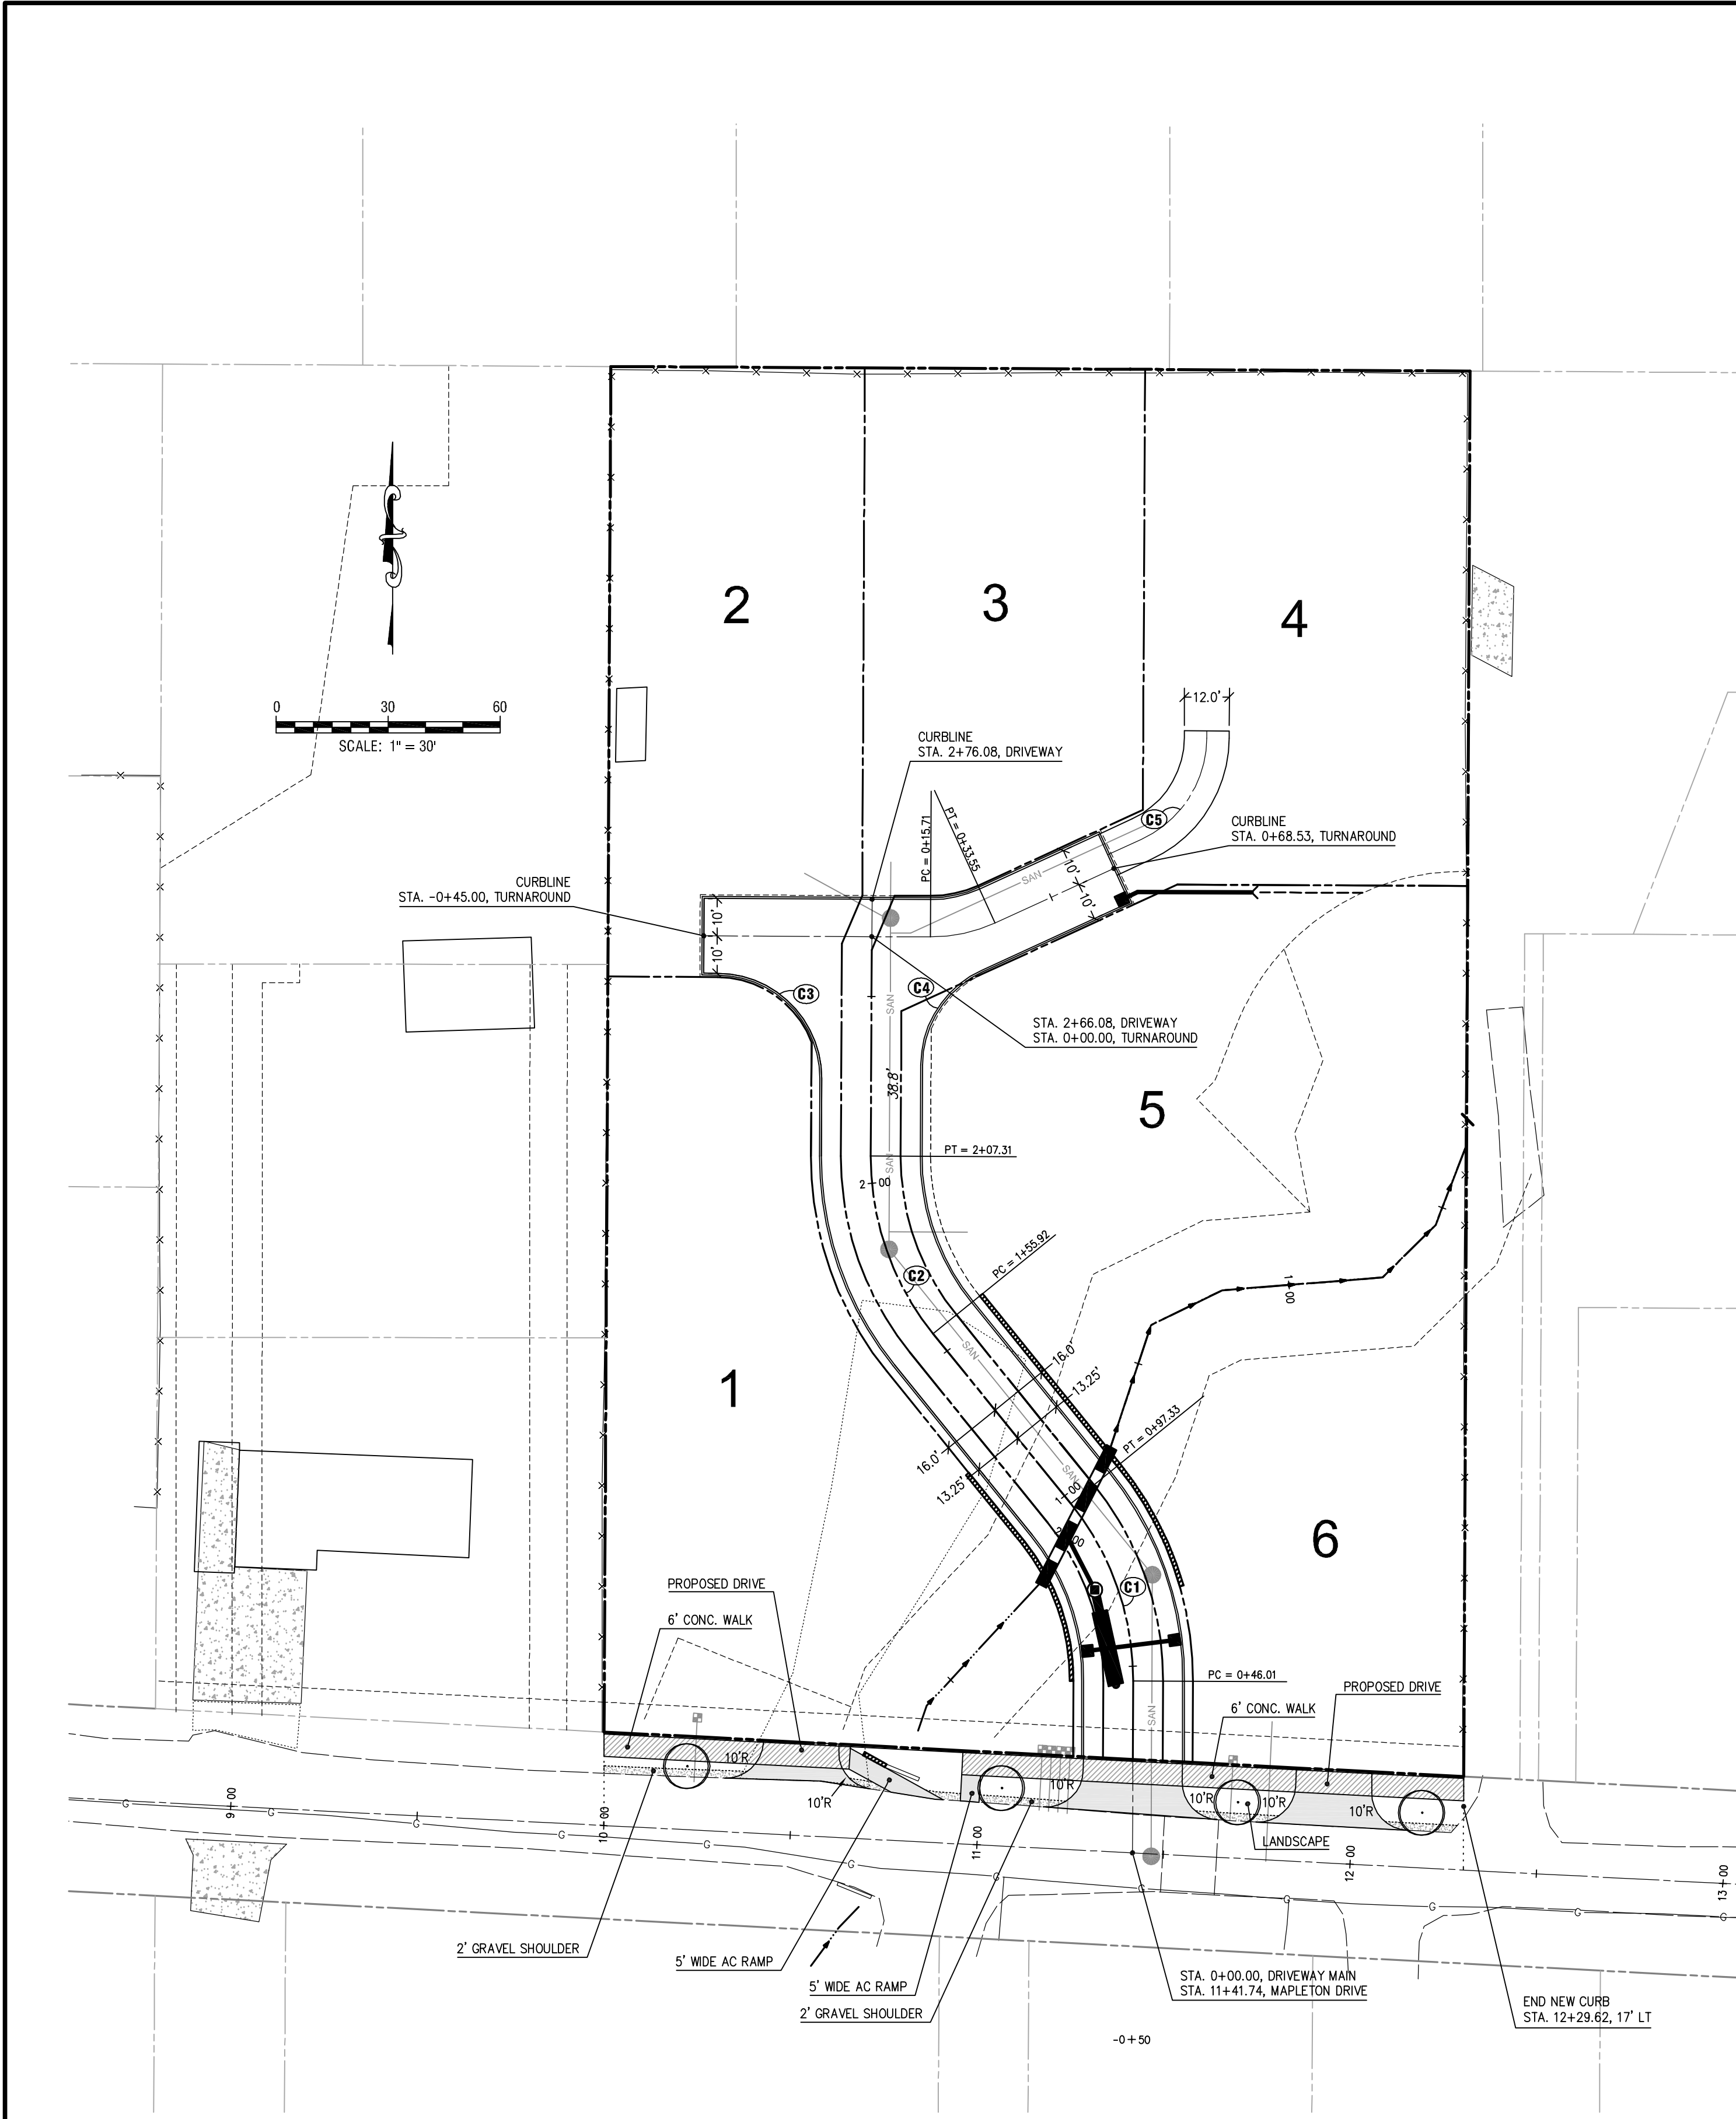 2
3
4
0 30 60
SCALE: 1" = 30'
12.0'
CURBLINE
STA. 2+76.08, DRIVEWAY
PC = 0+15.71
PT = 0+33.55
C5
CURBLINE
STA. 0+68.53, TURNAROUND
SAN
10'
10'
CURBLINE
STA. -0+45.00, TURNAROUND
10'
10'
C3
C4
SAN
STA. 2+66.08, DRIVEWAY
STA. 0+00.00, TURNAROUND
38.8'
5
PT = 2+07.31
SAN
2+00
PC = 1+55.92
C2
1+00
SAN
16.0'
13.25'
1
PT = 0+97.33
16.0'
13.25'
SAN
1+00
6
C1
PROPOSED DRIVE
6' CONC. WALK
PC = 0+46.01
PROPOSED DRIVE
6' CONC. WALK
SAN
10'R
10'R
10'R
10'R
10'R
10'R
9+00
10+00
11+00
12+00
13+00
G G G G G G G G G G G G
LANDSCAPE
2' GRAVEL SHOULDER
5' WIDE AC RAMP
5' WIDE AC RAMP
2' GRAVEL SHOULDER
STA. 0+00.00, DRIVEWAY MAIN
STA. 11+41.74, MAPLETON DRIVE
END NEW CURB
STA. 12+29.62, 17' LT
-0+50